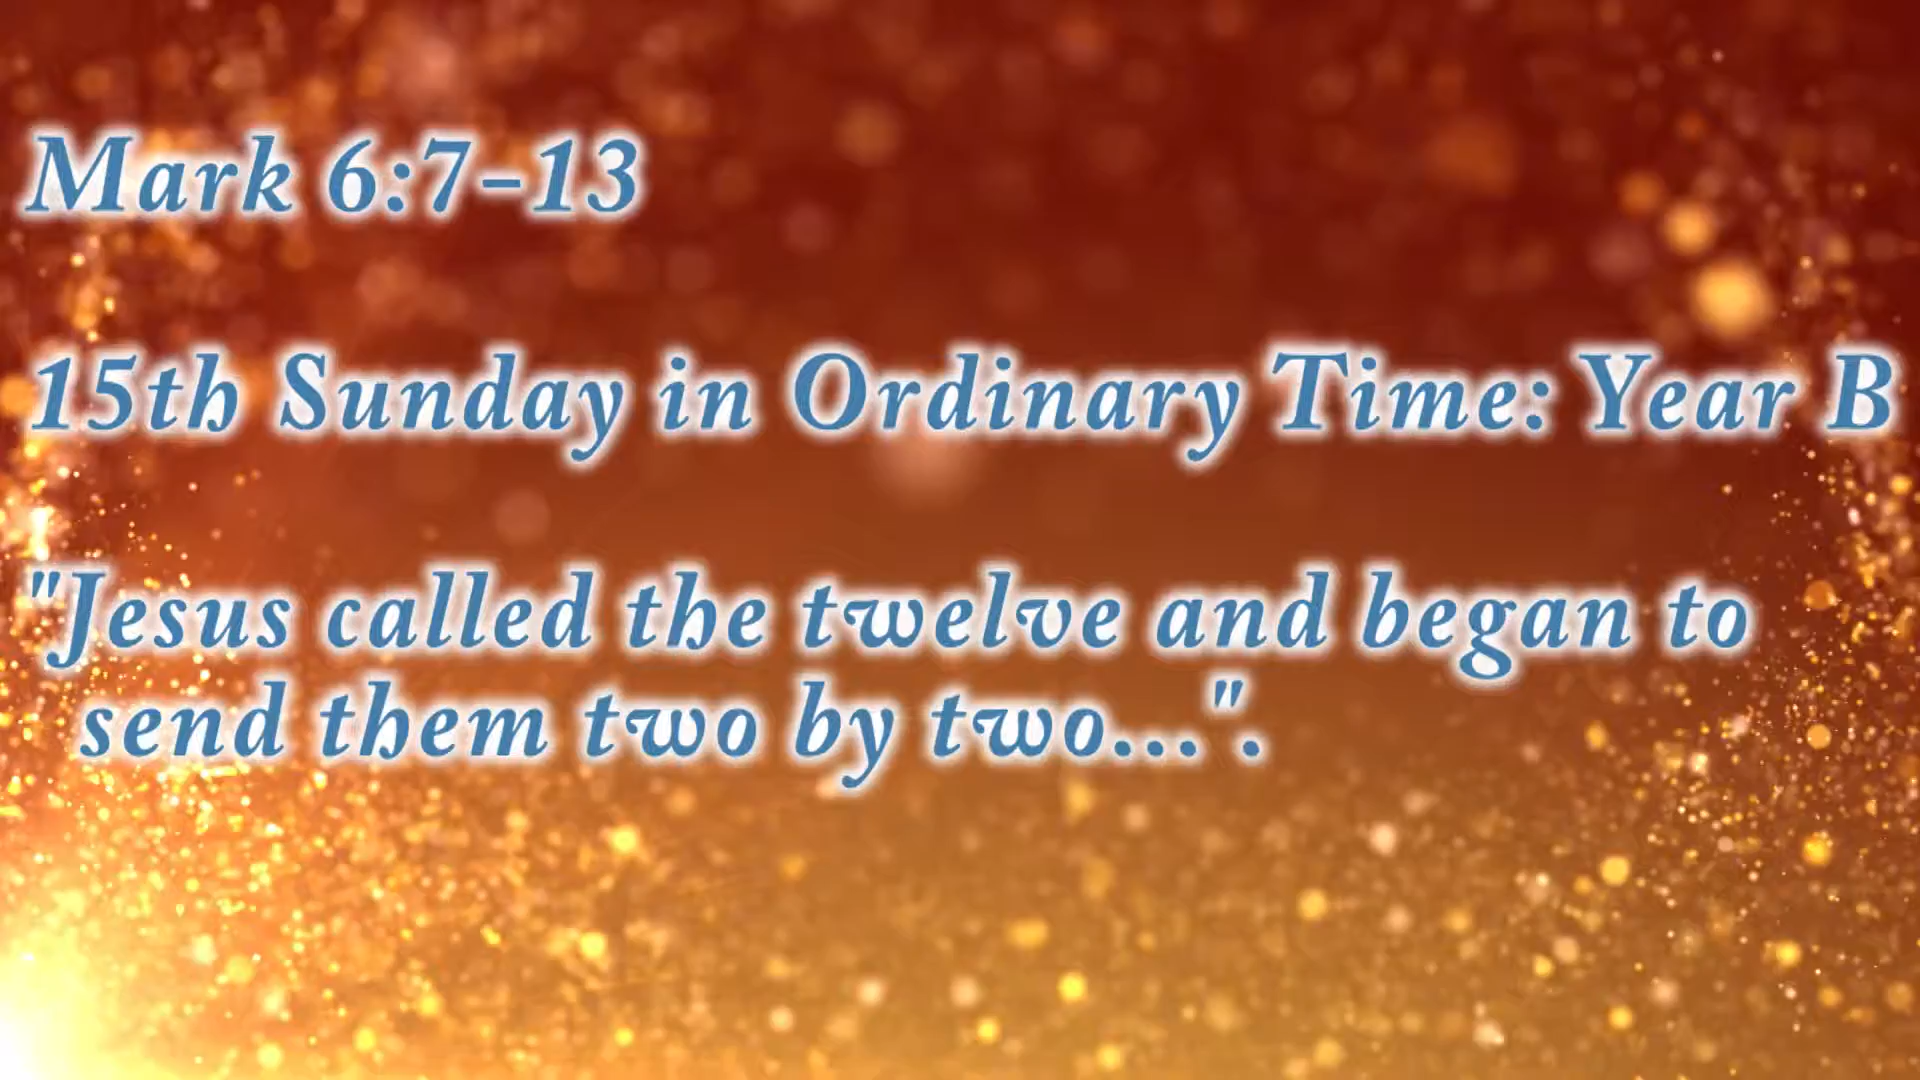 Mark 6:7-13
15th Sunday in Ordinary Time: Year B
"Jesus called the twelve and began to
send them two by two...".